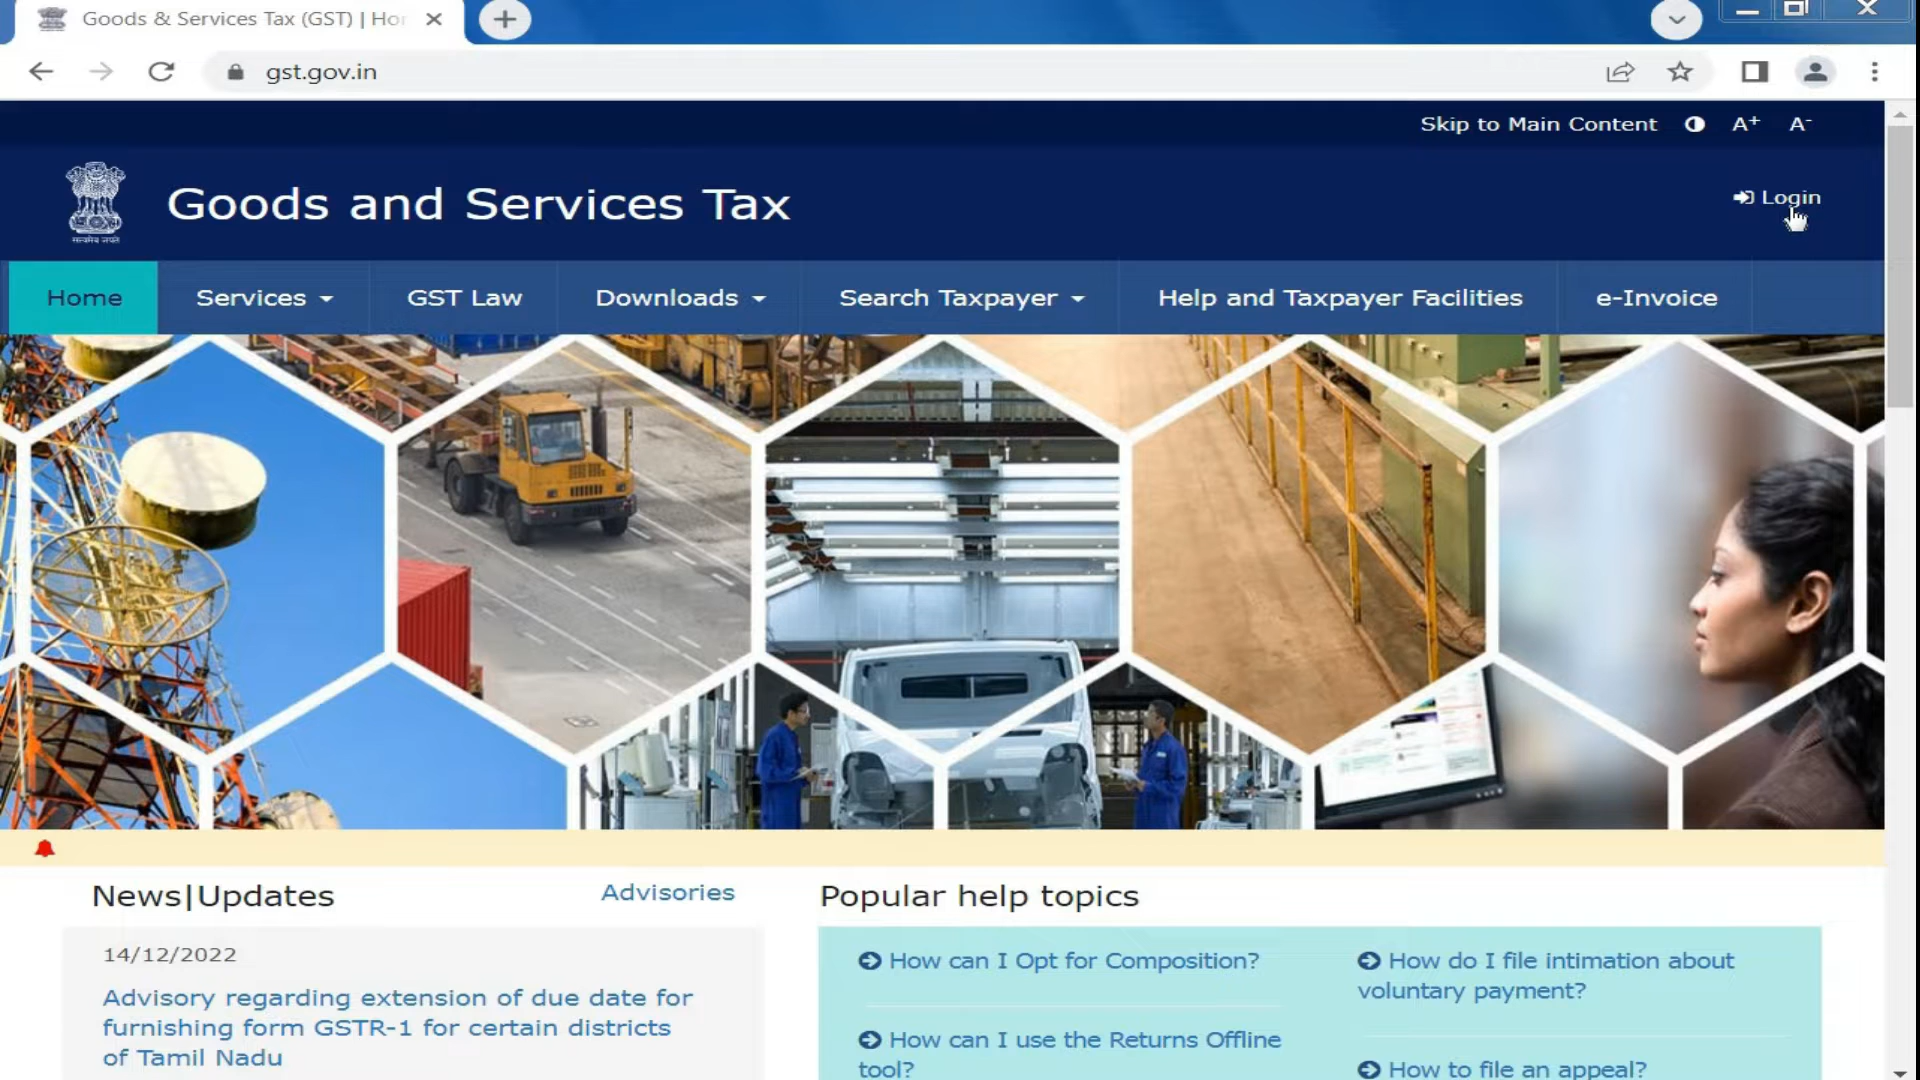 Goods & Services Tax (GST) | Hor
gst.gov.in
Skip to Main Content A+ A-
सत्यमेव जयते
Goods and Services Tax
Login
Home Services GST Law Downloads Search Taxpayer Help and Taxpayer Facilities e-Invoice
News|Updates Advisories
14/12/2022
Advisory regarding extension of due date for
furnishing form GSTR-1 for certain districts
of Tamil Nadu
Popular help topics
How can I Opt for Composition?
How can I use the Returns Offline
tool?
How do I file intimation about
voluntary payment?
How to file an appeal?